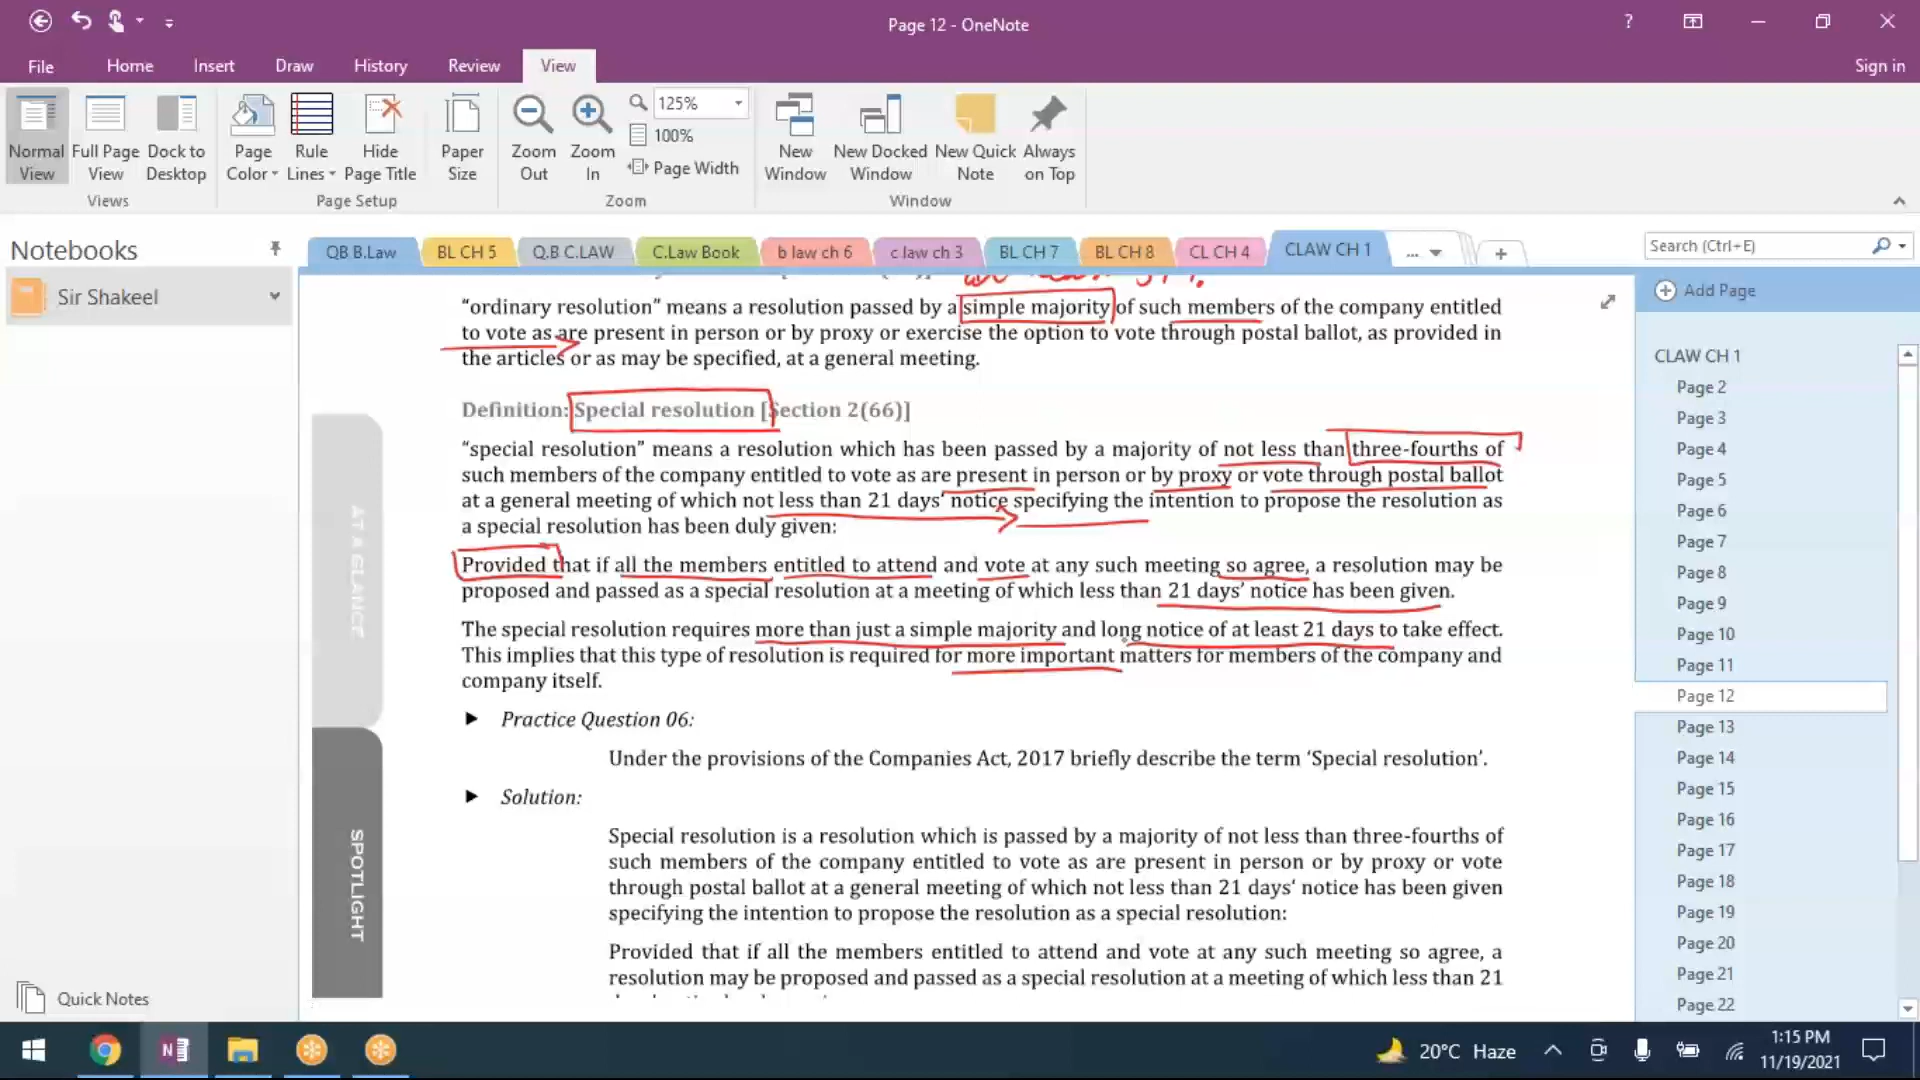 Page 12 - OneNote
?
File
Home
Insert
Draw
History
Review
View
Sign in
Normal View
Full Page View
Dock to Desktop
Views
Page Color
Rule Lines
Hide Page Title
Paper Size
Page Setup
Zoom Out
Zoom In
125%
100%
Page Width
Zoom
New Window
New Docked Window
New Quick Note
Always on Top
Window
Notebooks
Sir Shakeel
Quick Notes
QB B.Law
BL CH 5
Q.B C.LAW
C.Law Book
b law ch 6
c law ch 3
BL CH 7
BL CH 8
CL CH 4
CLAW CH 1
...
Search (Ctrl+E)
“ordinary resolution” means a resolution passed by a simple majority of such members of the company entitled
to vote as are present in person or by proxy or exercise the option to vote through postal ballot, as provided in
the articles or as may be specified, at a general meeting.
Definition: Special resolution [Section 2(66)]
“special resolution” means a resolution which has been passed by a majority of not less than three-fourths of
such members of the company entitled to vote as are present in person or by proxy or vote through postal ballot
at a general meeting of which not less than 21 days’ notice specifying the intention to propose the resolution as
a special resolution has been duly given:
Provided that if all the members entitled to attend and vote at any such meeting so agree, a resolution may be
proposed and passed as a special resolution at a meeting of which less than 21 days’ notice has been given.
The special resolution requires more than just a simple majority and long notice of at least 21 days to take effect.
This implies that this type of resolution is required for more important matters for members of the company and
company itself.
Practice Question 06:
Under the provisions of the Companies Act, 2017 briefly describe the term ‘Special resolution’.
Solution:
Special resolution is a resolution which is passed by a majority of not less than three-fourths of
such members of the company entitled to vote as are present in person or by proxy or vote
through postal ballot at a general meeting of which not less than 21 days‘ notice has been given
specifying the intention to propose the resolution as a special resolution:
Provided that if all the members entitled to attend and vote at any such meeting so agree, a
resolution may be proposed and passed as a special resolution at a meeting of which less than 21
AT A GLANCE
SPOTLIGHT
Add Page
CLAW CH 1
Page 2
Page 3
Page 4
Page 5
Page 6
Page 7
Page 8
Page 9
Page 10
Page 11
Page 12
Page 13
Page 14
Page 15
Page 16
Page 17
Page 18
Page 19
Page 20
Page 21
Page 22
20°C Haze
1:15 PM
11/19/2021